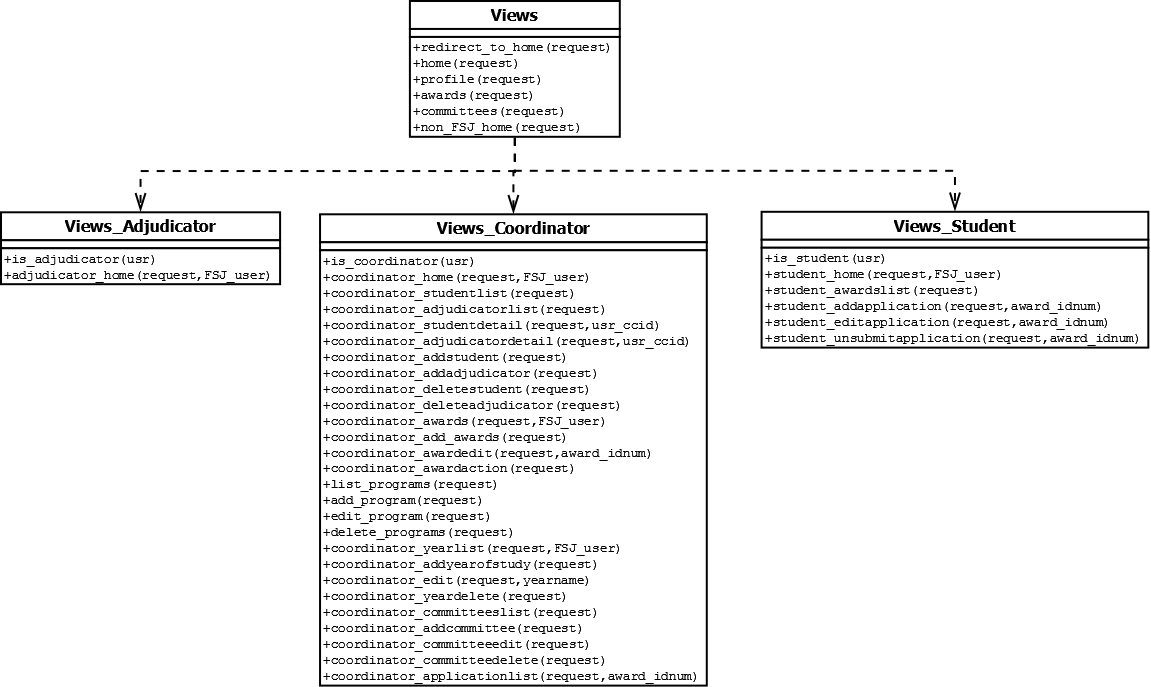 Views
+redirect_to_home(request)
+home(request)
+profile(request)
+awards(request)
+committees(request)
+non_FSJ_home(request)
Views_Adjudicator
+is_adjudicator(usr)
+adjudicator_home(request,FSJ_user)
Views_Coordinator
+is_coordinator(usr)
+coordinator_home(request,FSJ_user)
+coordinator_studentlist(request)
+coordinator_adjudicatorlist(request)
+coordinator_studentdetail(request,usr_ccid)
+coordinator_adjudicatordetail(request,usr_ccid)
+coordinator_addstudent(request)
+coordinator_addadjudicator(request)
+coordinator_deletestudent(request)
+coordinator_deleteadjudicator(request)
+coordinator_awards(request,FSJ_user)
+coordinator_add_awards(request)
+coordinator_awardedit(request,award_idnum)
+coordinator_awardaction(request)
+list_programs(request)
+add_program(request)
+edit_program(request)
+delete_programs(request)
+coordinator_yearlist(request,FSJ_user)
+coordinator_addyearofstudy(request)
+coordinator_edit(request,yearname)
+coordinator_yeardelete(request)
+coordinator_committeeslist(request)
+coordinator_addcommittee(request)
+coordinator_committeeedit(request)
+coordinator_committeedelete(request)
+coordinator_applicationlist(request,award_idnum)
Views_Student
+is_student(usr)
+student_home(request,FSJ_user)
+student_awardslist(request)
+student_addapplication(request,award_idnum)
+student_editapplication(request,award_idnum)
+student_unsubmitapplication(request,award_idnum)